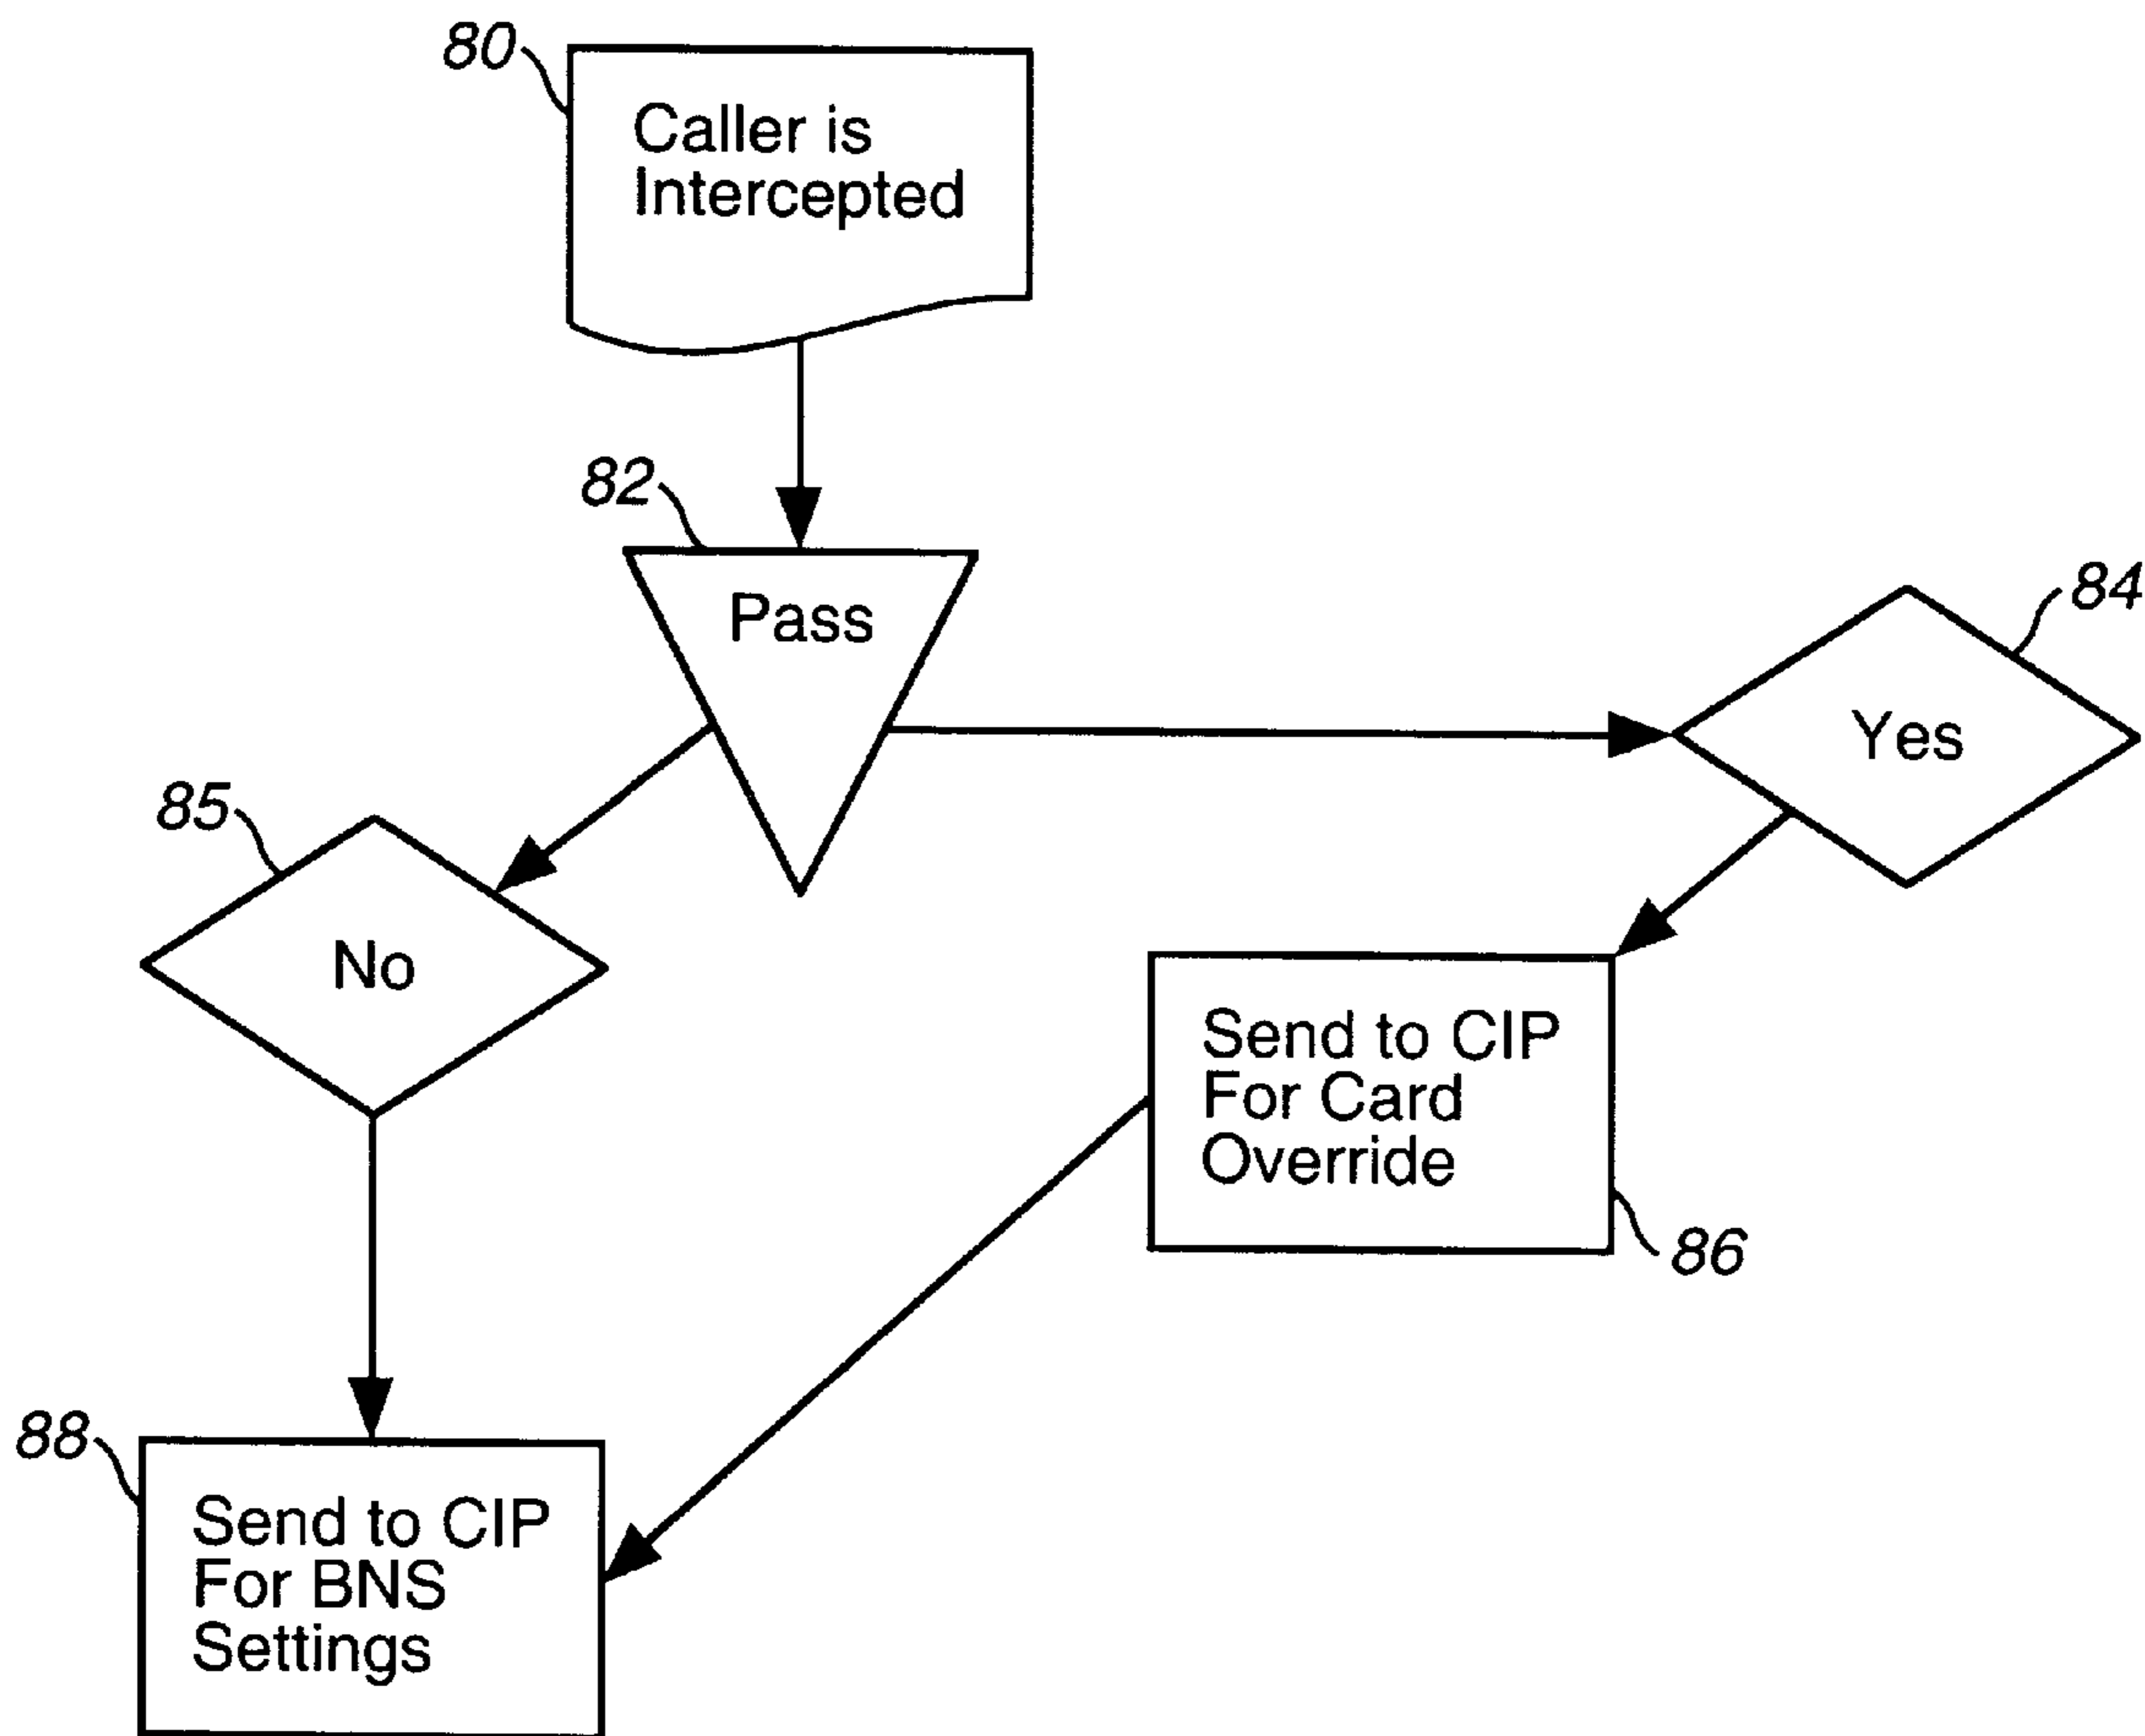 80
Caller is
Intercepted
82
Pass
84
Yes
85
No
Send to CIP
For Card
Override
86
88
Send to CIP
For BNS
Settings